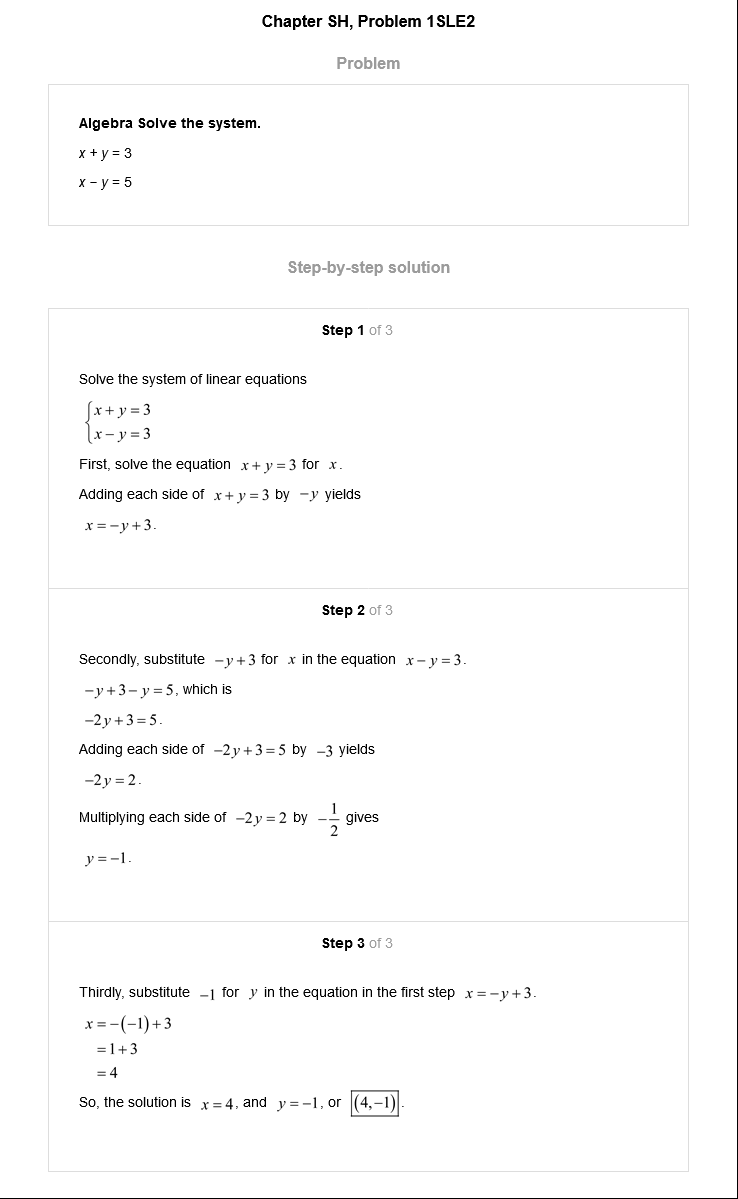 Chapter SH, Problem 1SLE2
Problem
Algebra Solve the system.
x + y = 3
x − y = 5
Step-by-step solution
Step 1 of 3
Solve the system of linear equations
{x + y = 3
x − y = 3
First, solve the equation x + y = 3 for x.
Adding each side of x + y = 3 by −y yields
x = −y + 3.
Step 2 of 3
Secondly, substitute −y + 3 for x in the equation x − y = 3.
−y + 3 − y = 5, which is
−2y + 3 = 5.
Adding each side of −2y + 3 = 5 by −3 yields
−2y = 2.
Multiplying each side of −2y = 2 by −1/2 gives
y = −1.
Step 3 of 3
Thirdly, substitute −1 for y in the equation in the first step x = −y + 3.
x = −(−1) + 3
= 1 + 3
= 4
So, the solution is x = 4, and y = −1, or (4, −1).